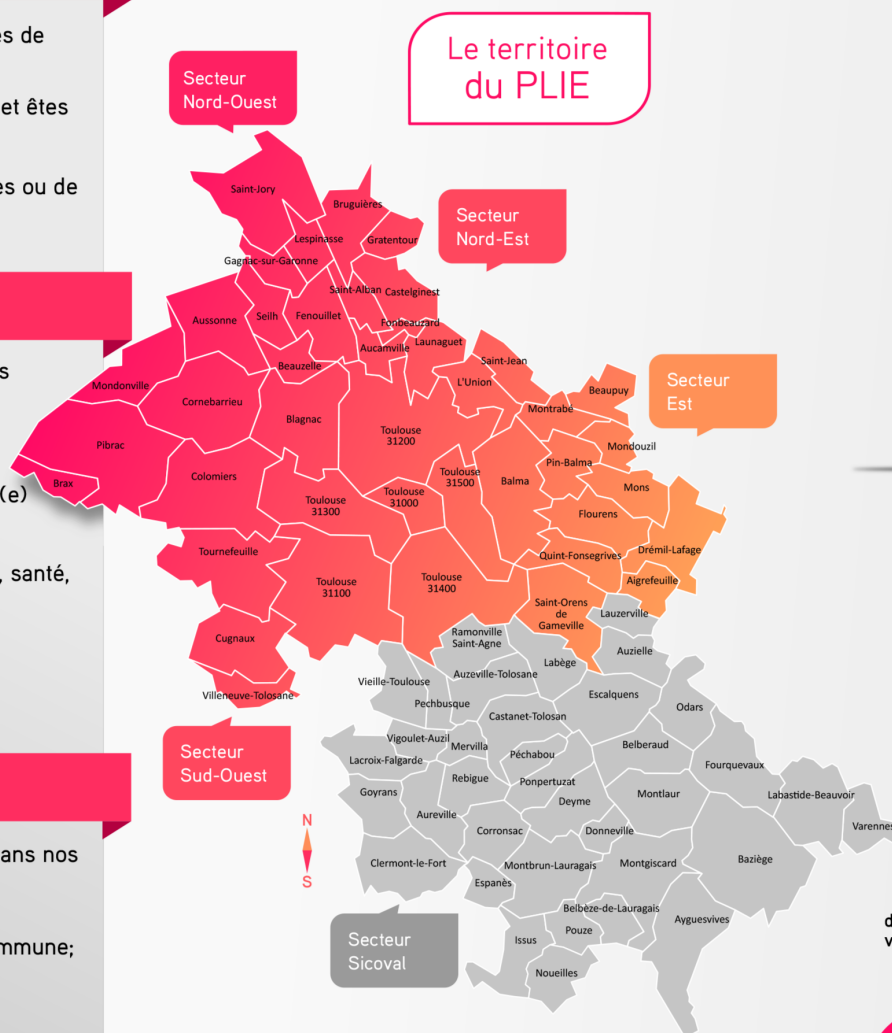 es de
et êtes
es ou de
s
(e)
, santé,
ans nos
mmune;
Le territoire
du PLIE
Secteur
Nord-Ouest
Secteur
Nord-Est
Secteur
Est
Saint-Jory
Bruguières
Lespinasse
Gratentour
Gagnac-sur-Garonne
Saint-Alban
Castelginest
Aussonne
Seilh
Fenouillet
Fonbeauzard
Aucamville
Launaguet
Saint-Jean
Beauzelle
L'Union
Mondonville
Beaupuy
Cornebarrieu
Montrabé
Blagnac
Toulouse
31200
Pibrac
Mondouzil
Pin-Balma
Colomiers
Toulouse
31500
Balma
Brax
Mons
Toulouse
31300
Toulouse
31000
Flourens
Tournefeuille
Drémil-Lafage
Quint-Fonsegrives
Toulouse
31100
Toulouse
31400
Aigrefeuille
Saint-Orens
de
Gameville
Lauzerville
Cugnaux
Ramonville
Saint-Agne
Auzielle
Labège
Auzeville-Tolosane
Vieille-Toulouse
Villeneuve-Tolosane
Escalquens
Pechbusque
Odars
Castanet-Tolosan
Secteur
Sud-Ouest
Vigoulet-Auzil
Mervilla
Belberaud
Lacroix-Falgarde
Péchabou
Fourquevaux
Rebigue
Ponpertuzat
Goyrans
Deyme
Montlaur
Labastide-Beauvoir
Aureville
Varennes
N
S
Corronsac
Donneville
Clermont-le-Fort
Montbrun-Lauragais
Montgiscard
Baziège
Espanès
Belbèze-de-Lauragais
Ayguesvives
Pouze
Issus
Noueilles
Secteur
Sicoval
d
v